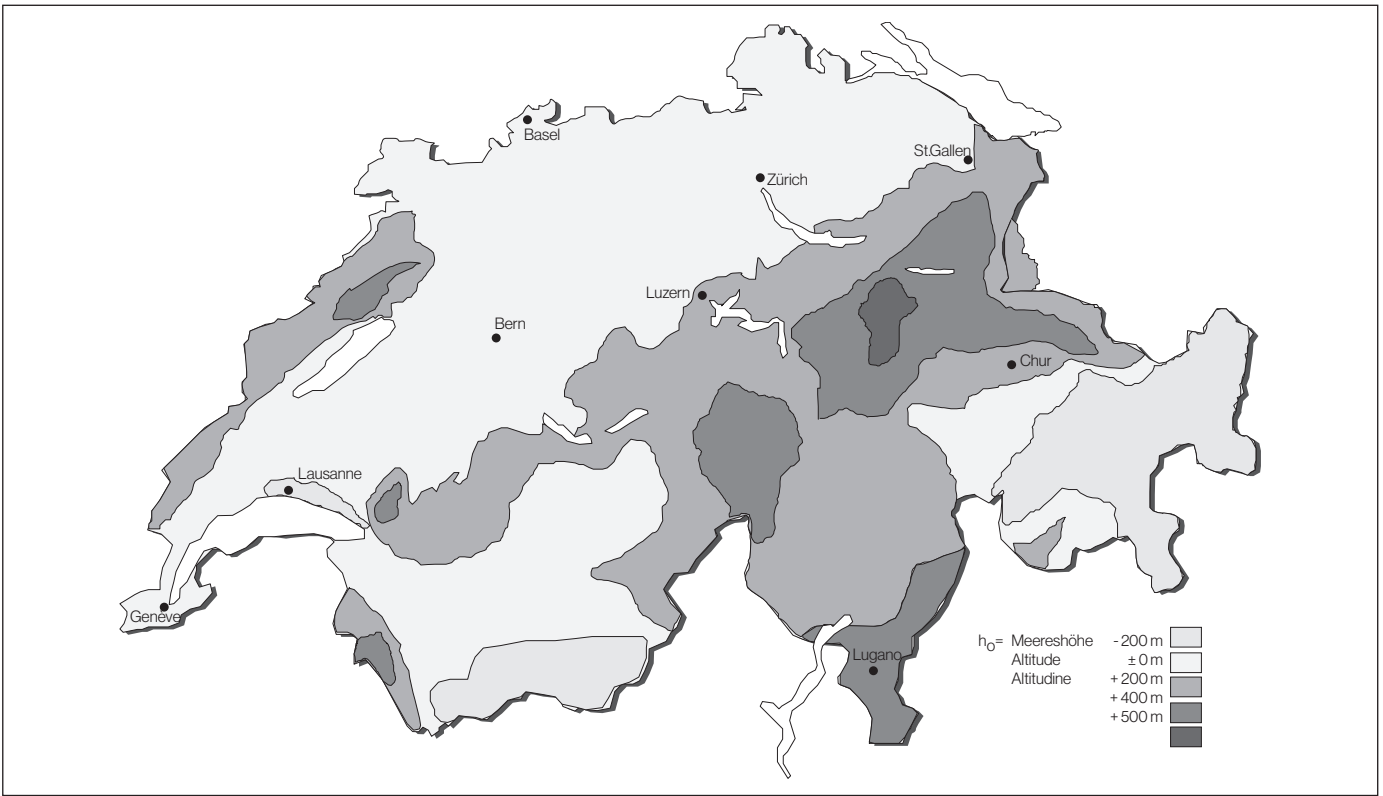 Basel
St.Gallen
Zürich
Luzern
Bern
Chur
Lausanne
Genève
Lugano
h₀= Meereshöhe -200 m
Altitude ±0 m
Altitudine +200 m
+400 m
+500 m